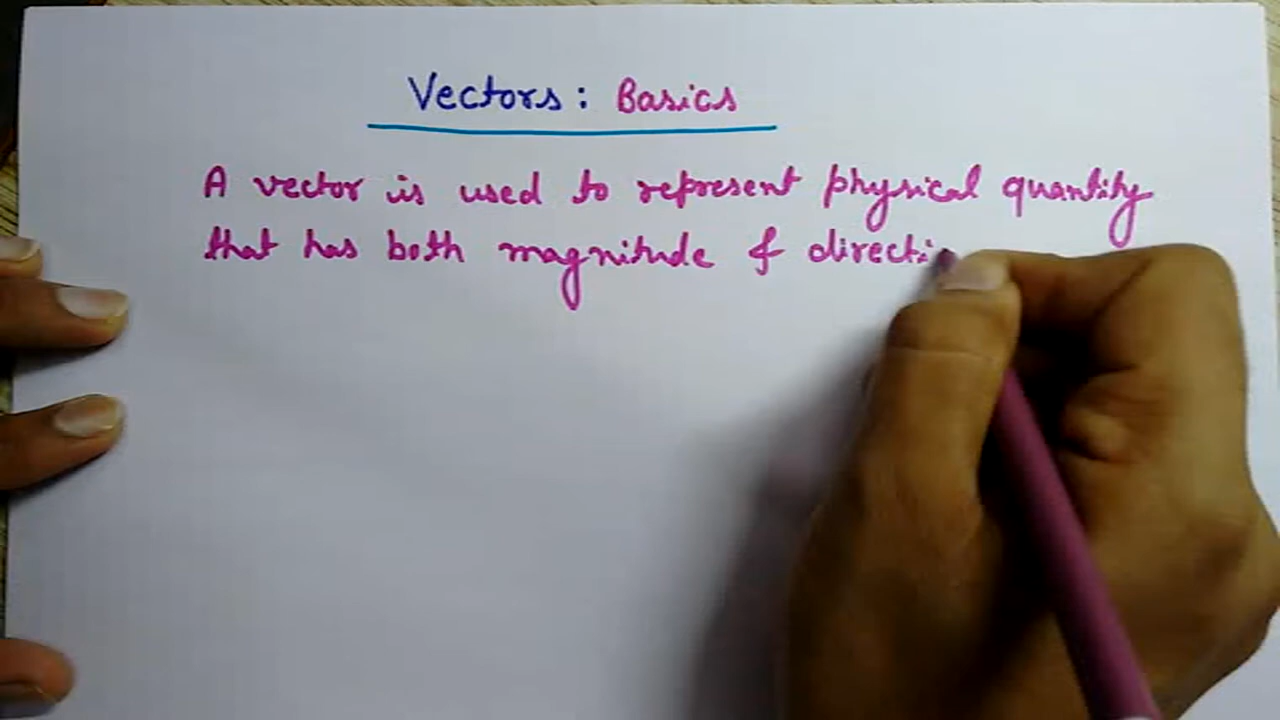 Vectors: Basics
A vector is used to represent physical quantity
that has both magnitude & directi